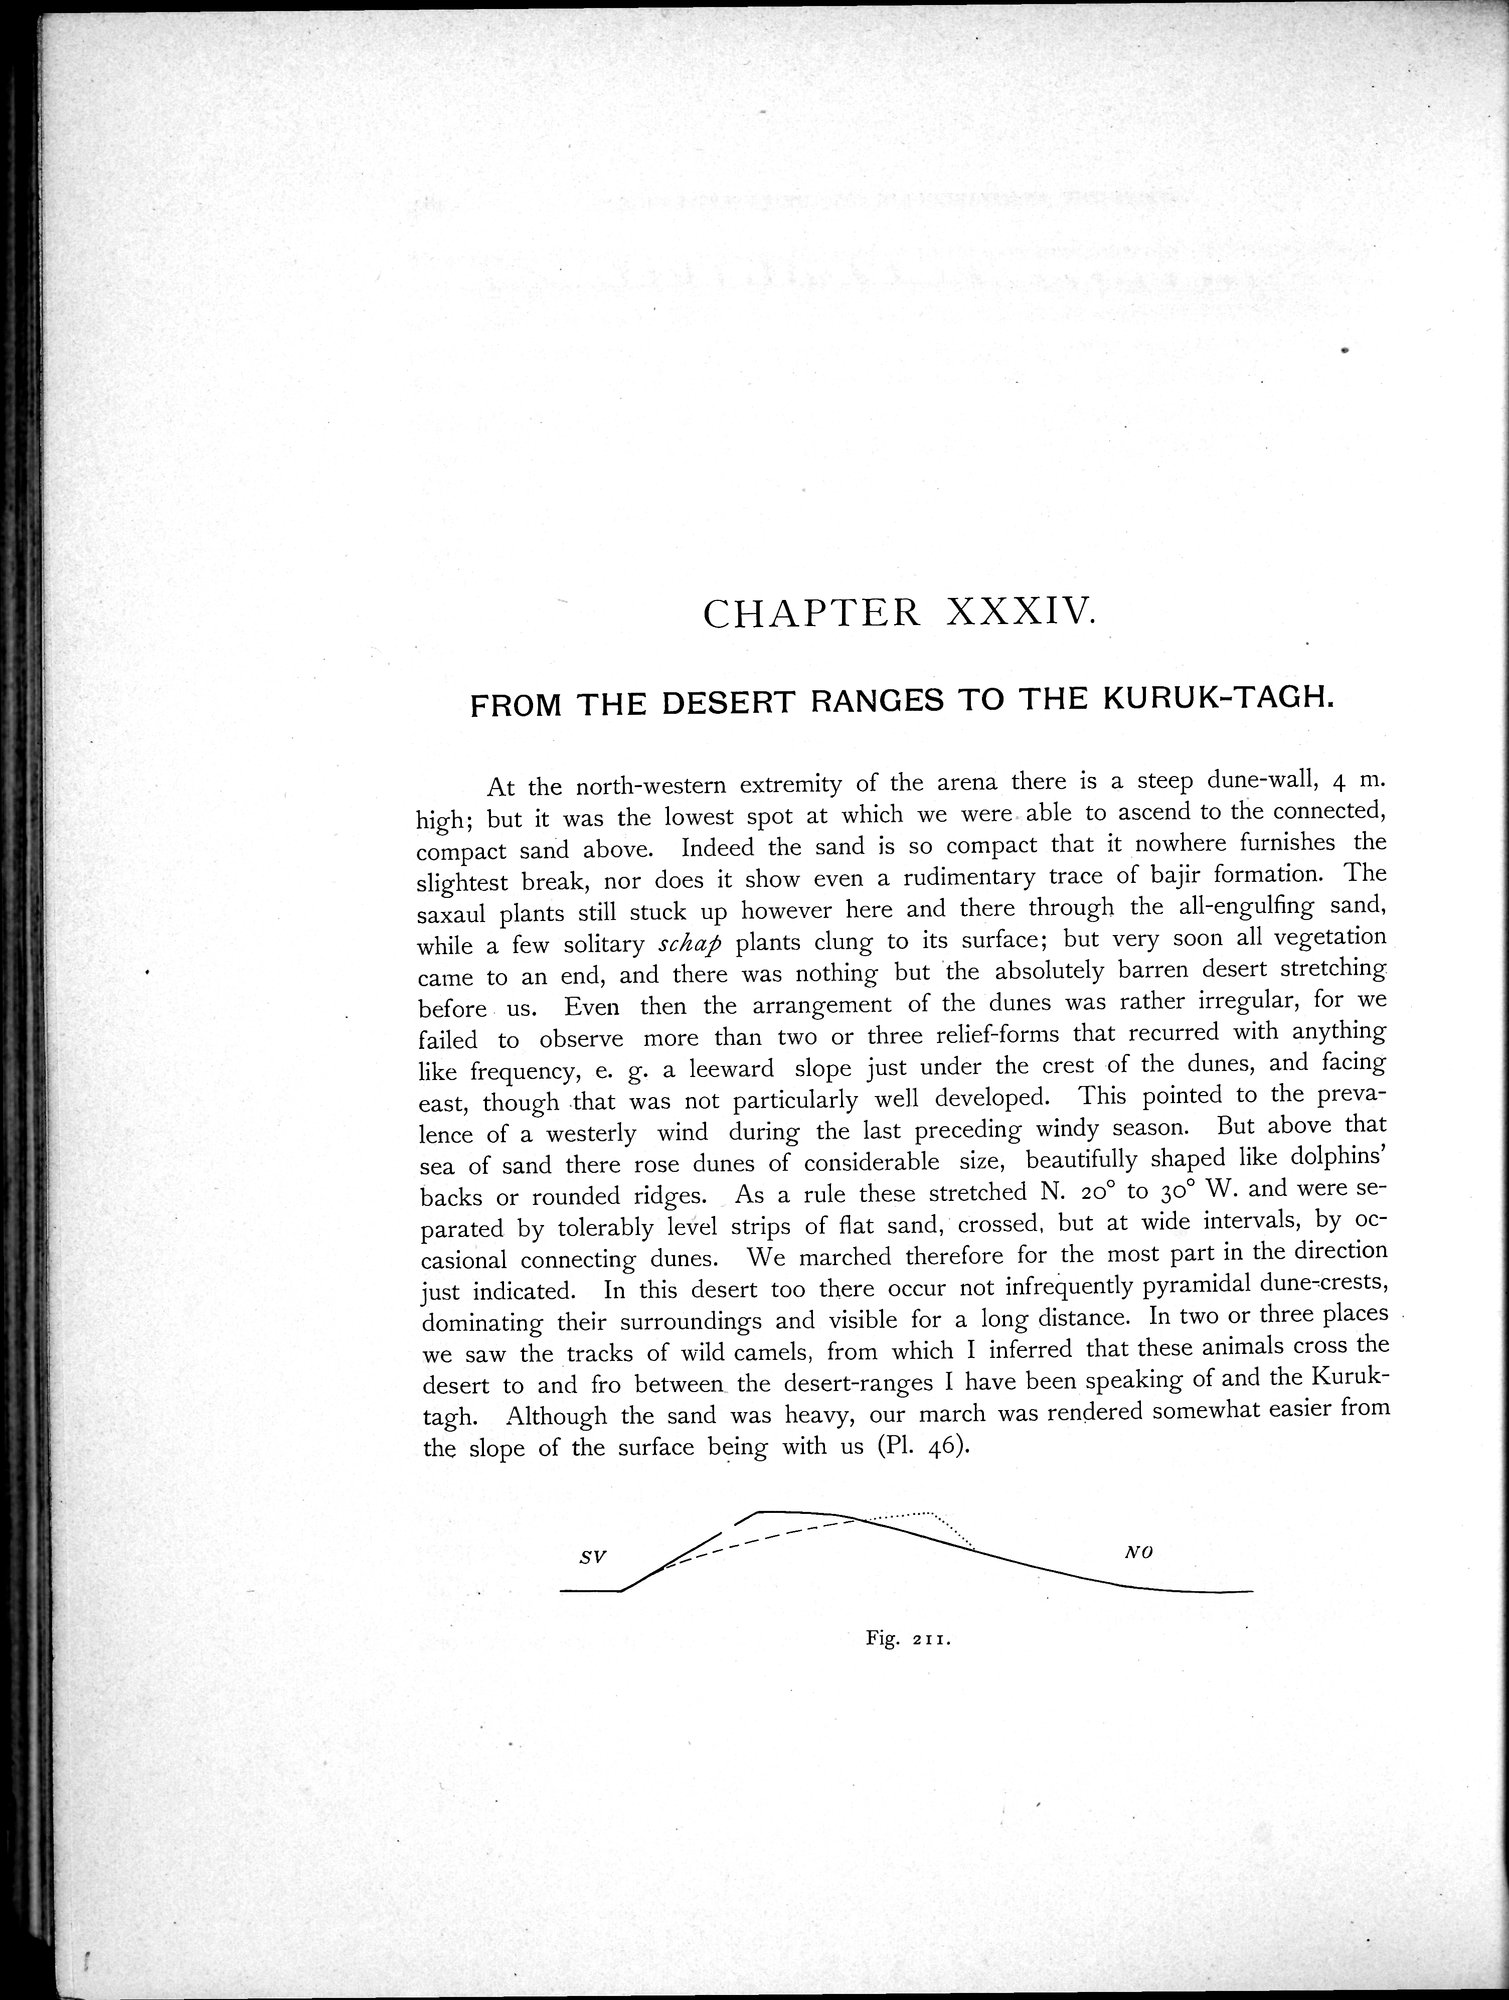 CHAPTER XXXIV.
FROM THE DESERT RANGES TO THE KURUK-TAGH.
At the north-western extremity of the arena there is a steep dune-wall, 4 m.
high; but it was the lowest spot at which we were able to ascend to the connected,
compact sand above. Indeed the sand is so compact that it nowhere furnishes the
slightest break, nor does it show even a rudimentary trace of bajir formation. The
saxaul plants still stuck up however here and there through the all-engulfing sand,
while a few solitary schap plants clung to its surface; but very soon all vegetation
came to an end, and there was nothing but the absolutely barren desert stretching
before us. Even then the arrangement of the dunes was rather irregular, for we
failed to observe more than two or three relief-forms that recurred with anything
like frequency, e. g. a leeward slope just under the crest of the dunes, and facing
east, though that was not particularly well developed. This pointed to the preva-
lence of a westerly wind during the last preceding windy season. But above that
sea of sand there rose dunes of considerable size, beautifully shaped like dolphins'
backs or rounded ridges. As a rule these stretched N. 20° to 30° W. and were se-
parated by tolerably level strips of flat sand, crossed, but at wide intervals, by oc-
casional connecting dunes. We marched therefore for the most part in the direction
just indicated. In this desert too there occur not infrequently pyramidal dune-crests,
dominating their surroundings and visible for a long distance. In two or three places
we saw the tracks of wild camels, from which I inferred that these animals cross the
desert to and fro between the desert-ranges I have been speaking of and the Kuruk-
tagh. Although the sand was heavy, our march was rendered somewhat easier from
the slope of the surface being with us (Pl. 46).
SV
NO
Fig. 211.